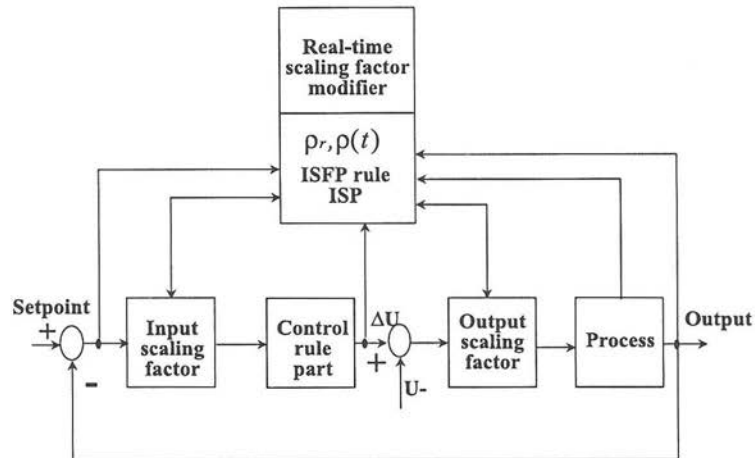 Real-time
scaling factor
modifier
ρr, ρ(t)
ISFP rule
ISP
Setpoint
+
-
Input
scaling
factor
Control
rule
part
ΔU
+
U-
Output
scaling
factor
Process
Output